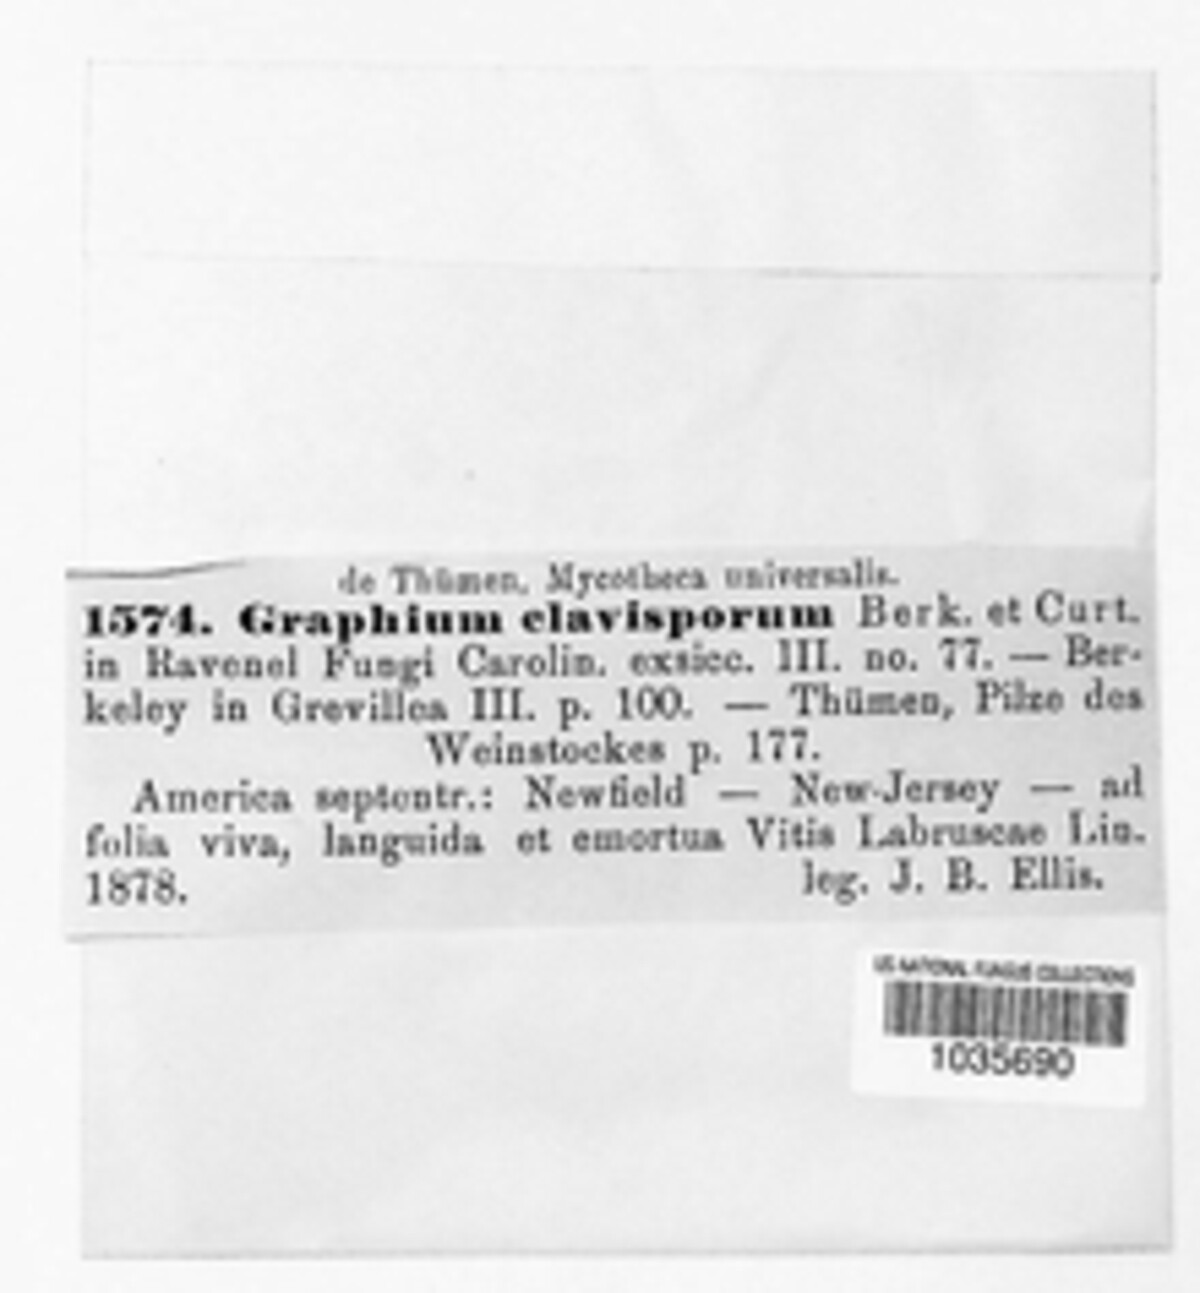 de Thümen, Mycotheca universalis.
1574. Graphium clavisporum Berk. et Curt.
in Ravenel Fungi Carolin. exsicc. III. no. 77. — Ber-
keley in Grevillea III. p. 100. — Thümen, Pilze des
Weinstockes p. 177.
America septentr.: Newfield — New-Jersey — ad
folia viva, languida et emortua Vitis Labruscae Lin.
1878. leg. J. B. Ellis.
US NATIONAL FUNGUS COLLECTIONS
1035690